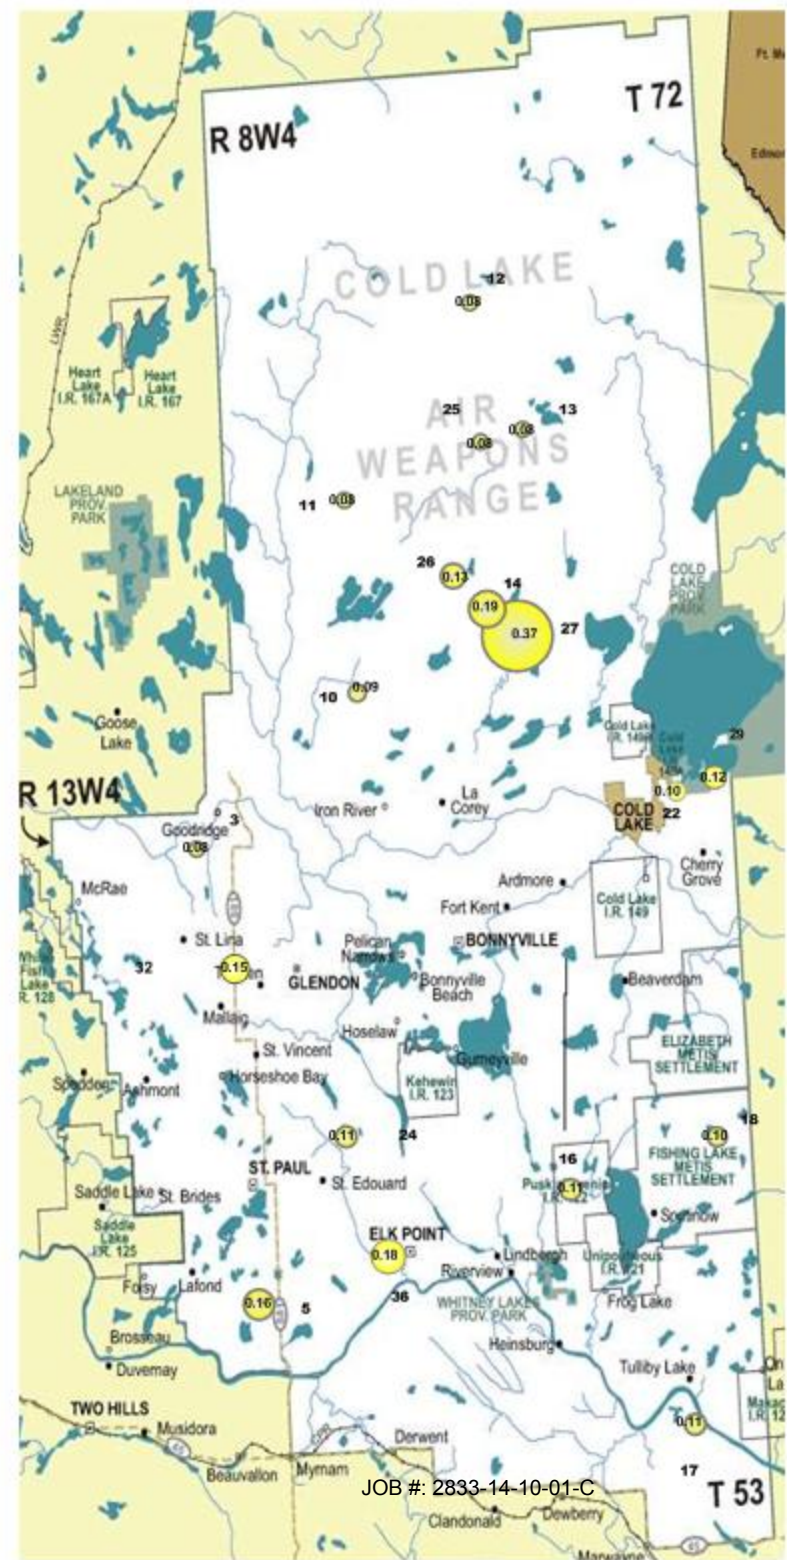 Ft. M
T 72
R 8W4
Edmo
COLD LAKE
12
0.08
LWR
Heart
Lake
I.R. 167A
Heart
Lake
I.R. 167
25
AIR
13
0.08
0.08
WEAPONS
RANGE
LAKELAND
PROV.
PARK
11
0.08
26
0.13
14
0.19
0.37
27
COLD
LAKE
PROV.
PARK
10
0.09
Goose
Lake
Cold Lake
29
0.12
0.10
R 13W4
Iron River
La
Corey
COLD
LAKE
22
3
Goodridge
0.08
Cherry
Grove
Ardmore
McRae
Fort Kent
Cold Lake
I.R. 149
St. Lina
Pelican
Narrows
BONNYVILLE
32
0.15
GLENDON
Bonnyville
Beach
Beaverdam
Mallaig
Hoselaw
St. Vincent
Gurneyville
ELIZABETH
METIS
SETTLEMENT
Horseshoe Bay
Kehewin
I.R. 123
Spedden
Ashmont
18
0.11
24
0.10
ST. PAUL
16
FISHING LAKE
METIS
SETTLEMENT
0.11
St. Edouard
Saddle Lake
St. Brides
Saddle
Lake
I.R. 125
ELK POINT
0.18
Lindbergh
Riverview
Foisy
Lafond
36
0.16
5
WHITNEY LAKES
PROV. PARK
Frog Lake
Brosseau
Duvernay
Heinsburg
Tulliby Lake
TWO HILLS
Musidora
0.11
45
Beauvallon
Myrnam
Derwent
17
JOB #: 2833-14-10-01-C
T 53
Clandonald
Dewberry
45
Marwayne